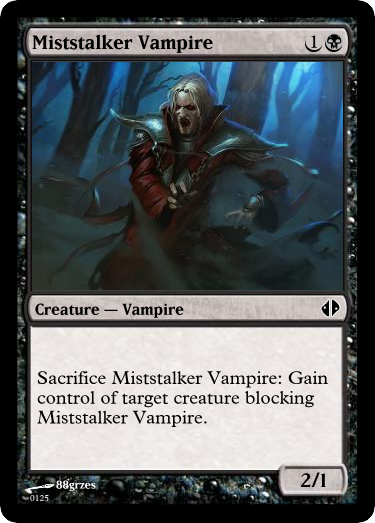 Miststalker Vampire 1
Creature — Vampire
Sacrifice Miststalker Vampire: Gain
control of target creature blocking
Miststalker Vampire.
88grzes
2/1
0125